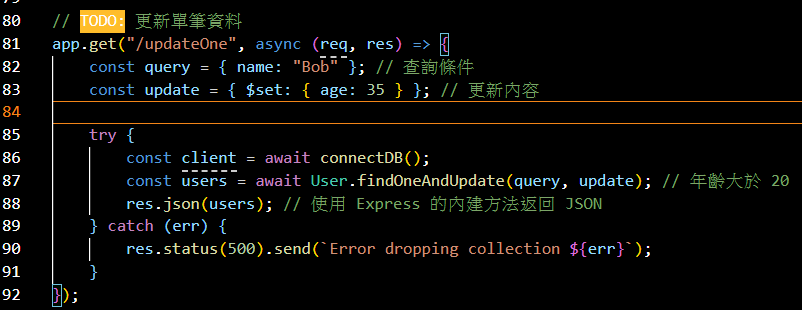 80 // TODO: 更新單筆資料
81 app.get("/updateOne", async (req, res) => {
82     const query = { name: "Bob" }; // 查詢條件
83     const update = { $set: { age: 35 } }; // 更新內容
84
85     try {
86         const client = await connectDB();
87         const users = await User.findOneAndUpdate(query, update); // 年齡大於 20
88         res.json(users); // 使用 Express 的內建方法返回 JSON
89     } catch (err) {
90         res.status(500).send(`Error dropping collection ${err}`);
91     }
92 });